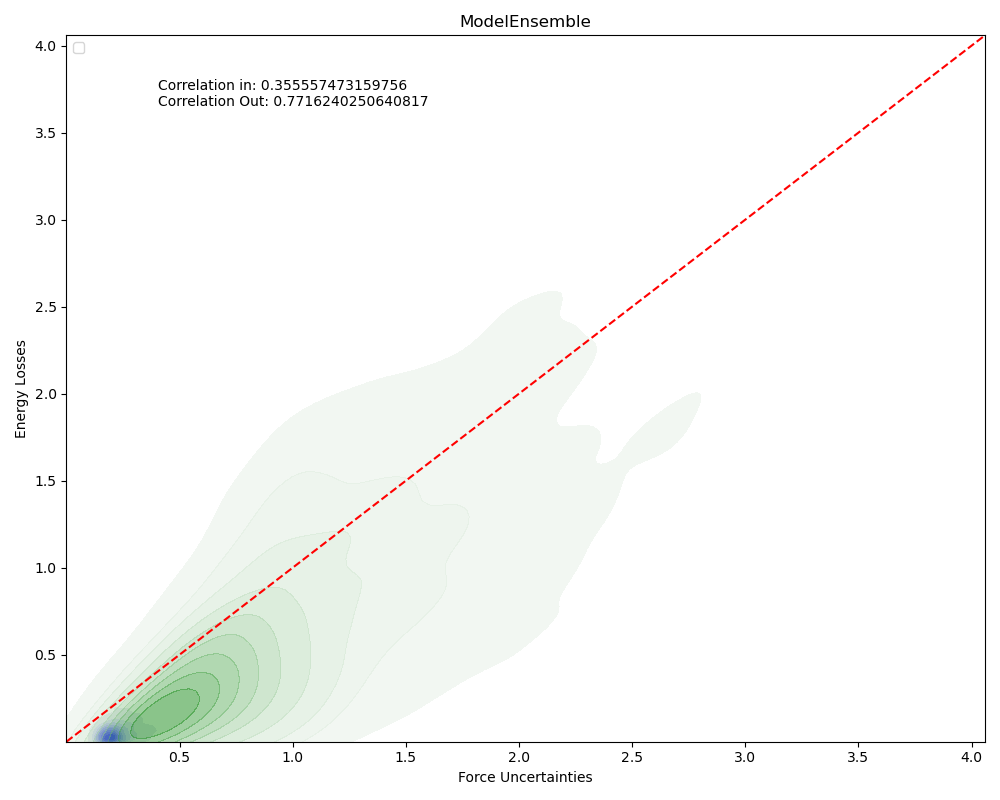 ModelEnsemble
Correlation in: 0.355557473159756
Correlation Out: 0.7716240250640817
4.0
3.5
3.0
2.5
2.0
1.5
1.0
0.5
Energy Losses
0.5 1.0 1.5 2.0 2.5 3.0 3.5 4.0
Force Uncertainties